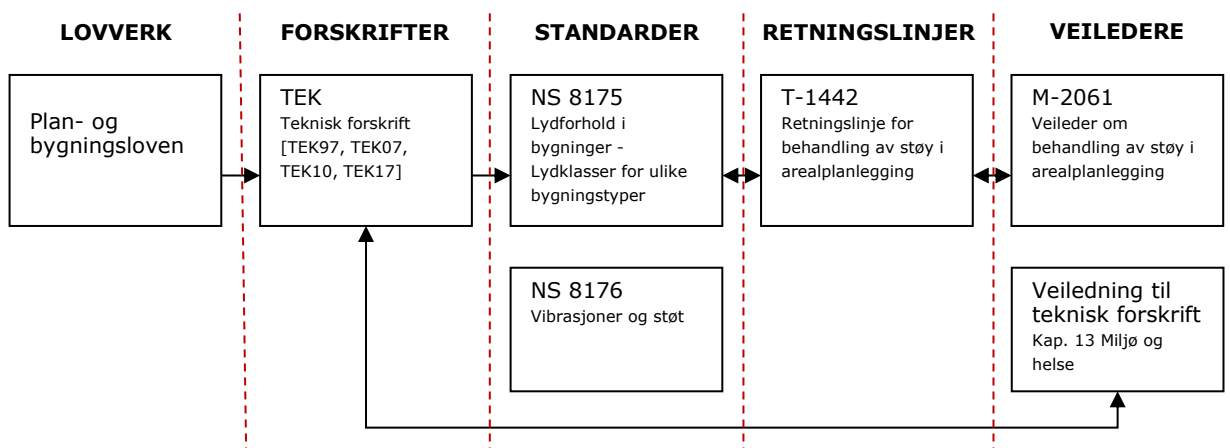 LOVVERK
FORSKRIFTER
STANDARDER
RETNINGSLINJER
VEILEDERE
Plan- og
bygningsloven
TEK
Teknisk forskrift
[TEK97, TEK07,
TEK10, TEK17]
NS 8175
Lydforhold i
bygninger -
Lydklasser for ulike
bygningstyper
T-1442
Retningslinje for
behandling av støy i
arealplanlegging
M-2061
Veileder om
behandling av støy i
arealplanlegging
NS 8176
Vibrasjoner og støt
Veiledning til
teknisk forskrift
Kap. 13 Miljø og
helse